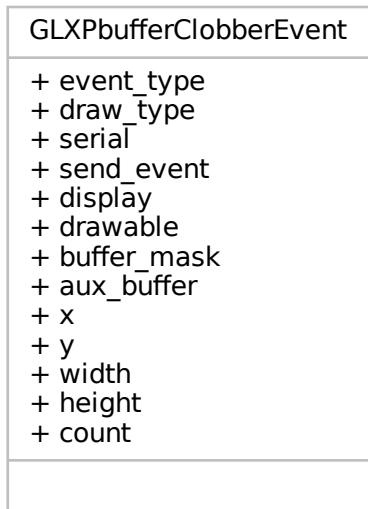 GLXPbufferClobberEvent
+ event_type
+ draw_type
+ serial
+ send_event
+ display
+ drawable
+ buffer_mask
+ aux_buffer
+ x
+ y
+ width
+ height
+ count